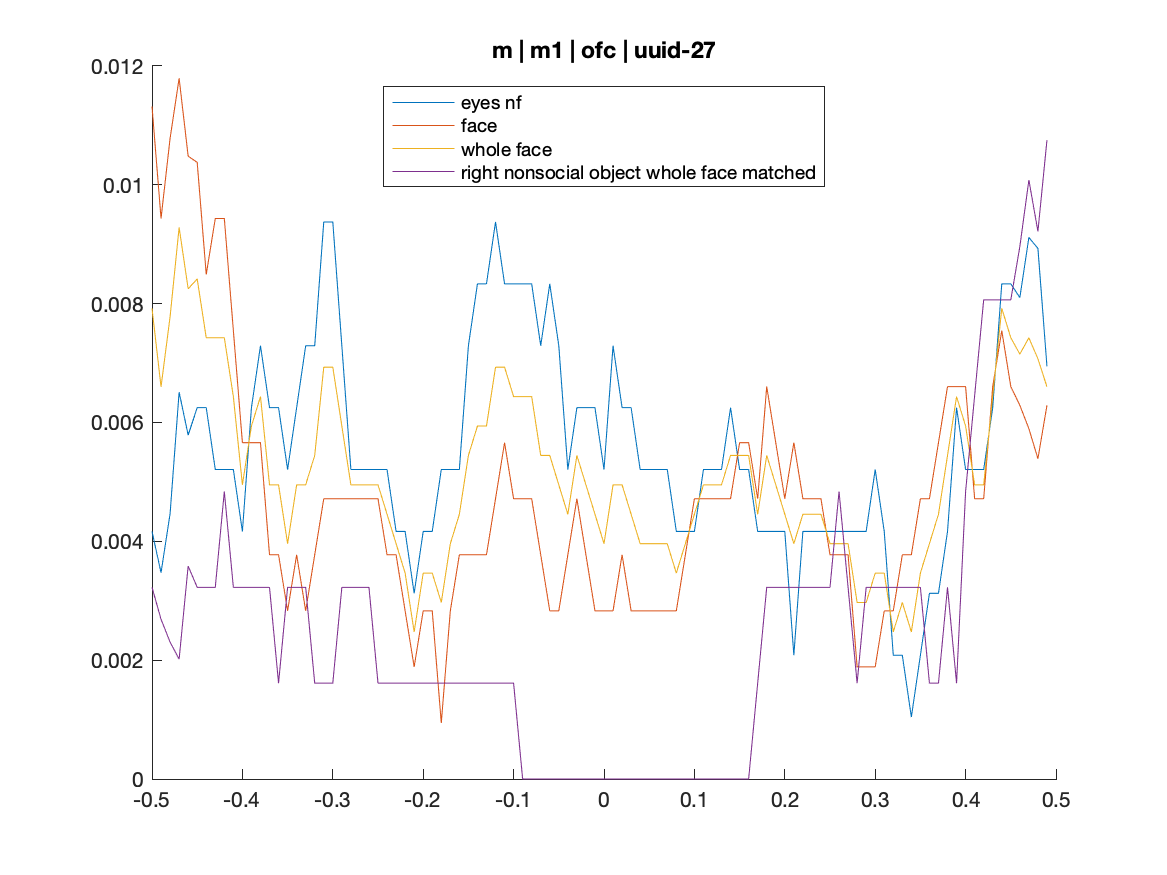 m | m1 | ofc | uuid-27
eyes nf
face
whole face
right nonsocial object whole face matched
0.012
0.01
0.008
0.006
0.004
0.002
0
-0.5 -0.4 -0.3 -0.2 -0.1 0 0.1 0.2 0.3 0.4 0.5